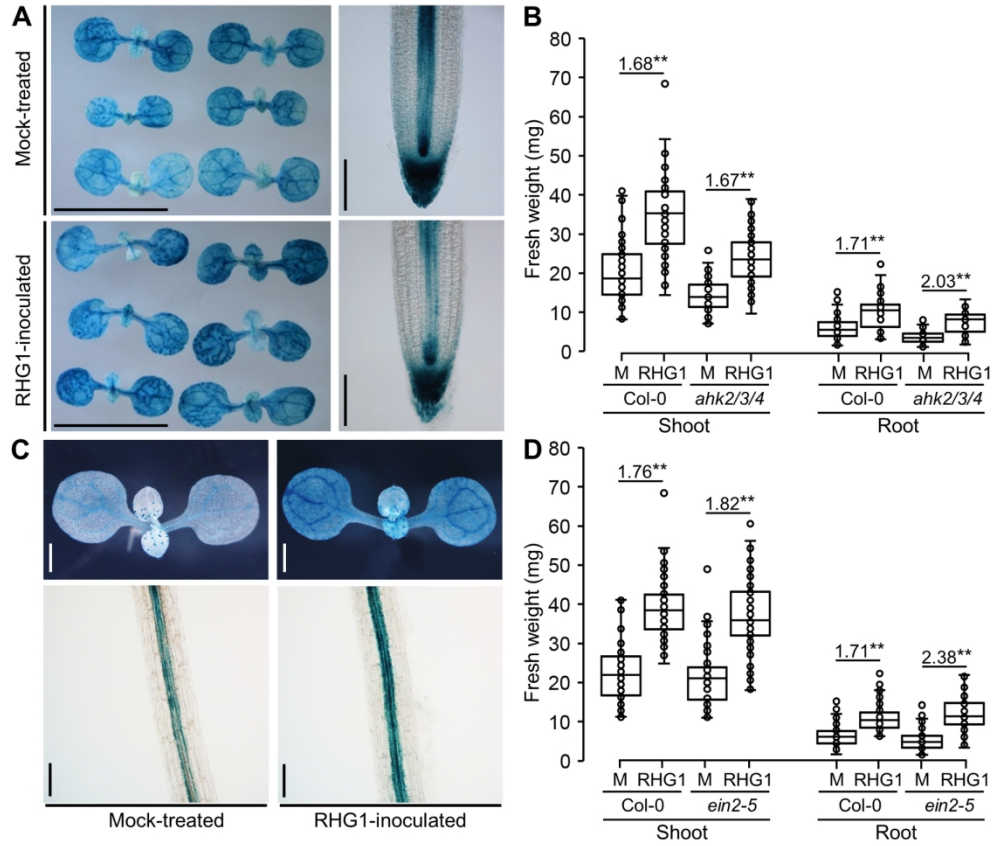 A
Mock-treated
RHG1-inoculated
B
Fresh weight (mg)
80
70
60
50
40
30
20
10
0
1.68**
1.67**
1.71**
2.03**
M RHG1 M RHG1 M RHG1 M RHG1
Col-0 ahk2/3/4 Col-0 ahk2/3/4
Shoot Root
C
Mock-treated RHG1-inoculated
D
Fresh weight (mg)
80
70
60
50
40
30
20
10
0
1.76**
1.82**
1.71**
2.38**
M RHG1 M RHG1 M RHG1 M RHG1
Col-0 ein2-5 Col-0 ein2-5
Shoot Root